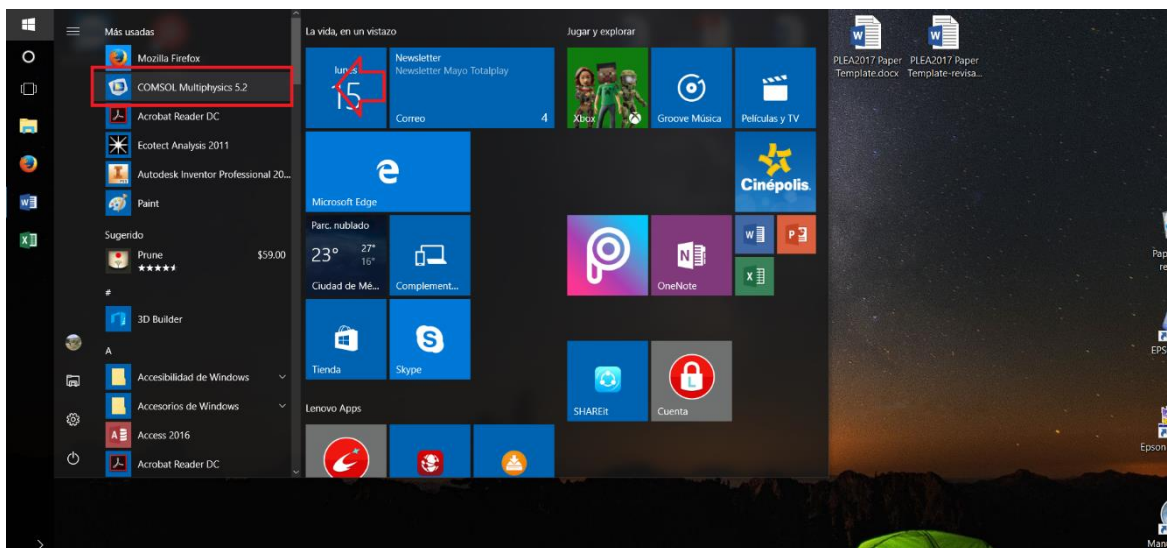 Más usadas
Mozilla Firefox
COMSOL Multiphysics 5.2
Acrobat Reader DC
Ecotect Analysis 2011
Autodesk Inventor Professional 20...
Paint
Sugerido
Prune
$59.00
#
3D Builder
A
Accesibilidad de Windows
Accesorios de Windows
Access 2016
Acrobat Reader DC
La vida, en un vistazo
lunes
15
Newsletter
Newsletter Mayo Totalplay
Correo
4
Microsoft Edge
Parc. nublado
23°
27°
16°
Ciudad de Mé...
Complement...
Tienda
Skype
Lenovo Apps
Jugar y explorar
Xbox
Groove Música
Películas y TV
Cinépolis.
OneNote
SHAREit
Cuenta
PLEA2017 Paper
Template.docx
PLEA2017 Paper
Template-revisa...
Pap
re
EPS
Epson
Man